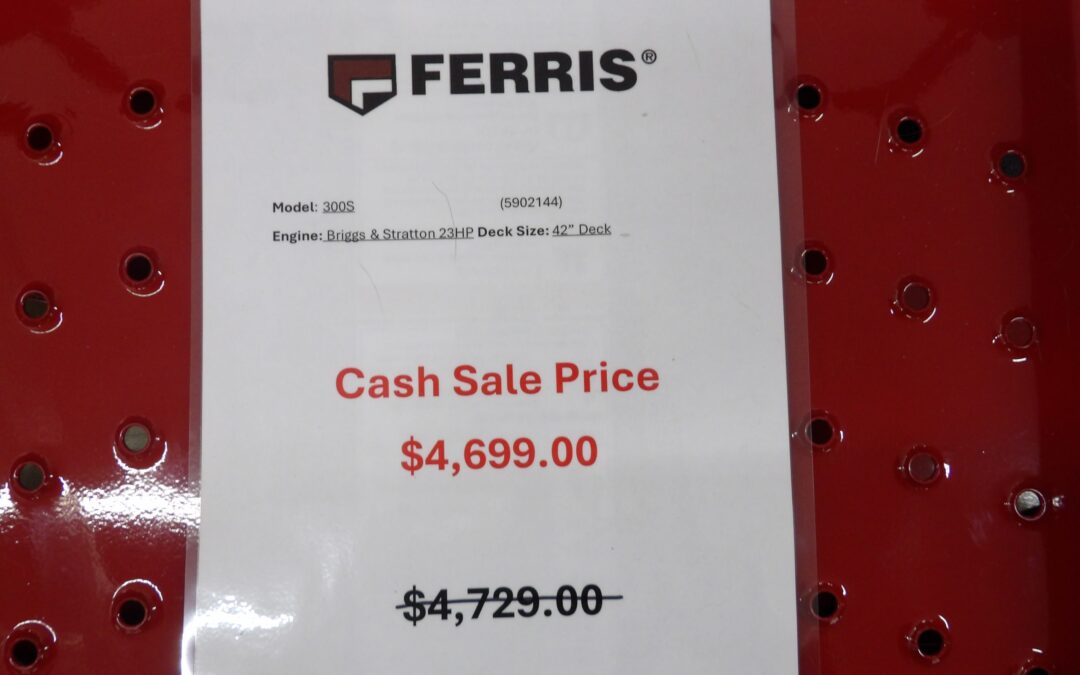 FERRIS®
Model: 300S (5902144)
Engine: Briggs & Stratton 23HP Deck Size: 42” Deck
Cash Sale Price
$4,699.00
$4,729.00